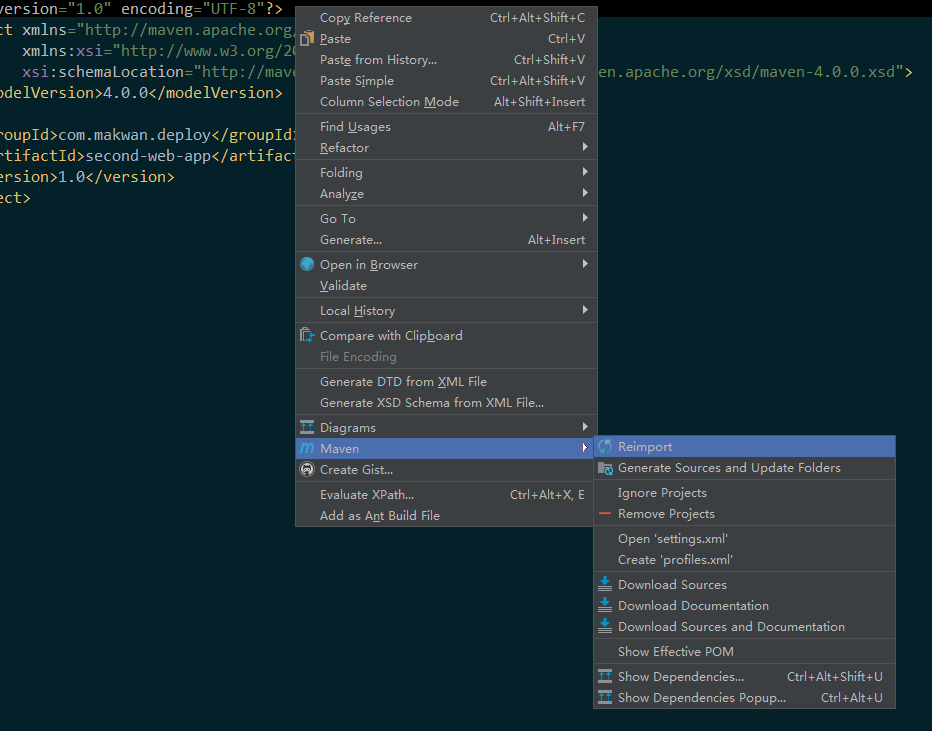 version="1.0" encoding="UTF-8"?>
ct xmlns="http://maven.apache.org
xmlns:xsi="http://www.w3.org/20
xsi:schemaLocation="http://mave
en.apache.org/xsd/maven-4.0.0.xsd">
odelVersion>4.0.0</modelVersion>
roupId>com.makwan.deploy</groupId>
rtifactId>second-web-app</artifact
ersion>1.0</version>
ect>
Copy Reference Ctrl+Alt+Shift+C
Paste Ctrl+V
Paste from History... Ctrl+Shift+V
Paste Simple Ctrl+Alt+Shift+V
Column Selection Mode Alt+Shift+Insert
Find Usages Alt+F7
Refactor
Folding
Analyze
Go To
Generate... Alt+Insert
Open in Browser
Validate
Local History
Compare with Clipboard
File Encoding
Generate DTD from XML File
Generate XSD Schema from XML File...
Diagrams
Maven
Create Gist...
Evaluate XPath... Ctrl+Alt+X, E
Add as Ant Build File
Reimport
Generate Sources and Update Folders
Ignore Projects
Remove Projects
Open 'settings.xml'
Create 'profiles.xml'
Download Sources
Download Documentation
Download Sources and Documentation
Show Effective POM
Show Dependencies... Ctrl+Alt+Shift+U
Show Dependencies Popup... Ctrl+Alt+U